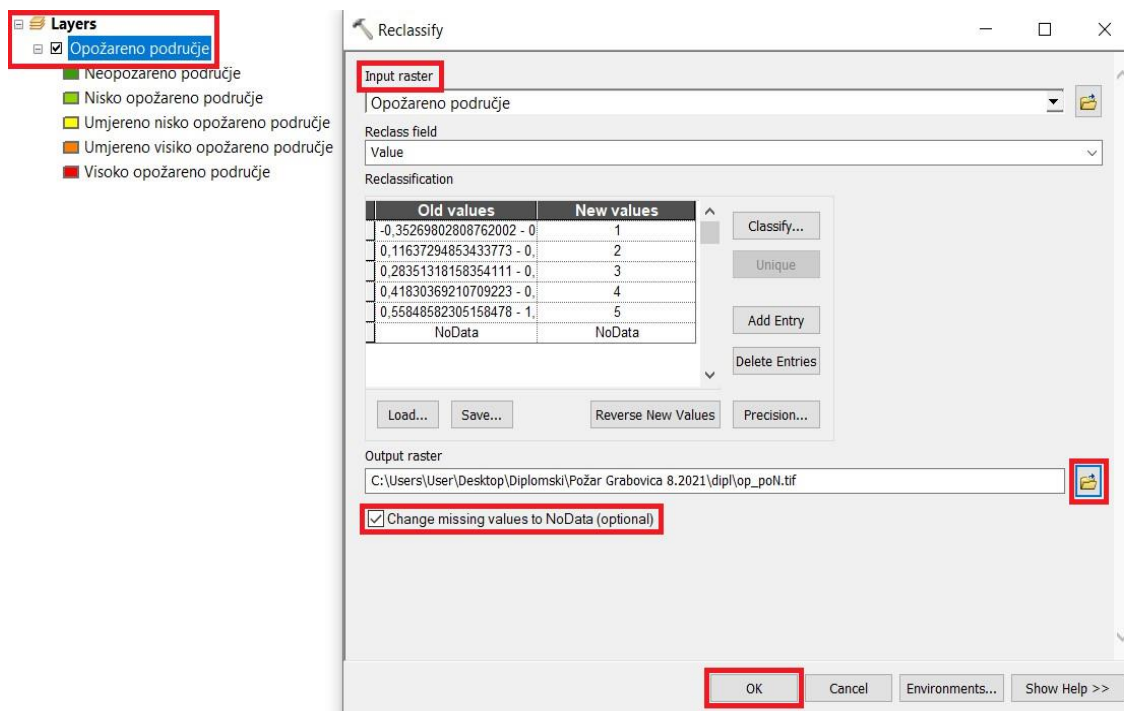 Layers
Opožareno područje
Neopožareno područje
Nisko opožareno područje
Umjereno nisko opožareno područje
Umjereno visiko opožareno područje
Visoko opožareno područje
Reclassify
Input raster
Opožareno područje
Reclass field
Value
Reclassification
Old values New values
-0,35269802808762002 - 0 1
0,11637294853433773 - 0, 2
0,28351318158354111 - 0, 3
0,41830369210709223 - 0, 4
0,55848582305158478 - 1, 5
NoData NoData
Classify...
Unique
Add Entry
Delete Entries
Load... Save... Reverse New Values Precision...
Output raster
C:\Users\User\Desktop\Diplomski\Požar Grabovica 8.2021\dipl\op_poN.tif
Change missing values to NoData (optional)
OK Cancel Environments... Show Help >>